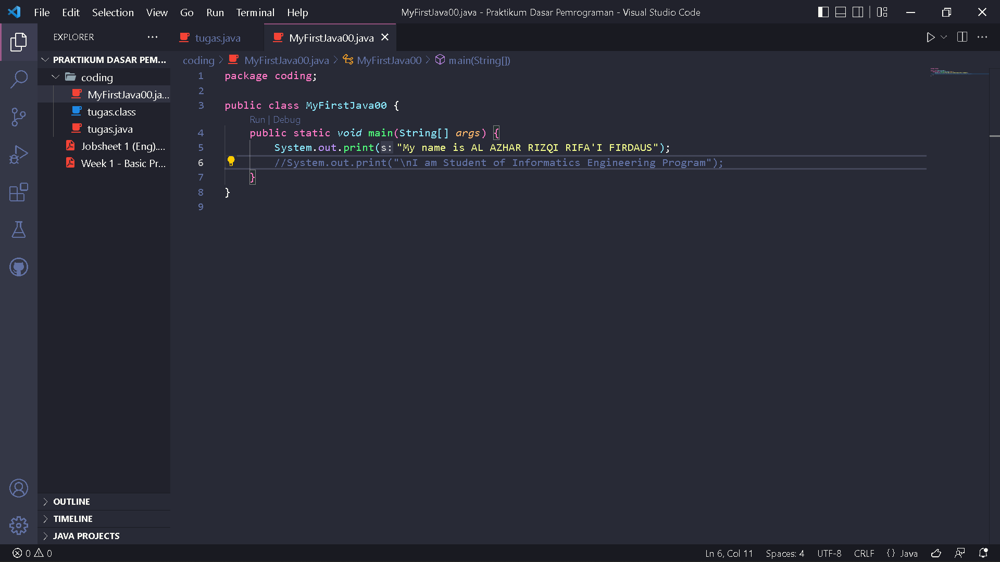 File Edit Selection View Go Run Terminal Help
MyFirstJava00.java - Praktikum Dasar Pemrograman - Visual Studio Code
EXPLORER
PRAKTIKUM DASAR PEM...
coding
MyFirstJava00.ja...
tugas.class
tugas.java
Jobsheet 1 (Eng)....
Week 1 - Basic Pr...
OUTLINE
TIMELINE
JAVA PROJECTS
tugas.java
MyFirstJava00.java
coding > MyFirstJava00.java > MyFirstJava00 > main(String[])
1 package coding;
2
3 public class MyFirstJava00 {
Run | Debug
4 public static void main(String[] args) {
5 System.out.print(s: "My name is AL AZHAR RIZQI RIFA'I FIRDAUS");
6 //System.out.print("\nI am Student of Informatics Engineering Program");
7 }
8 }
9
0 0
Ln 6, Col 11 Spaces: 4 UTF-8 CRLF {} Java